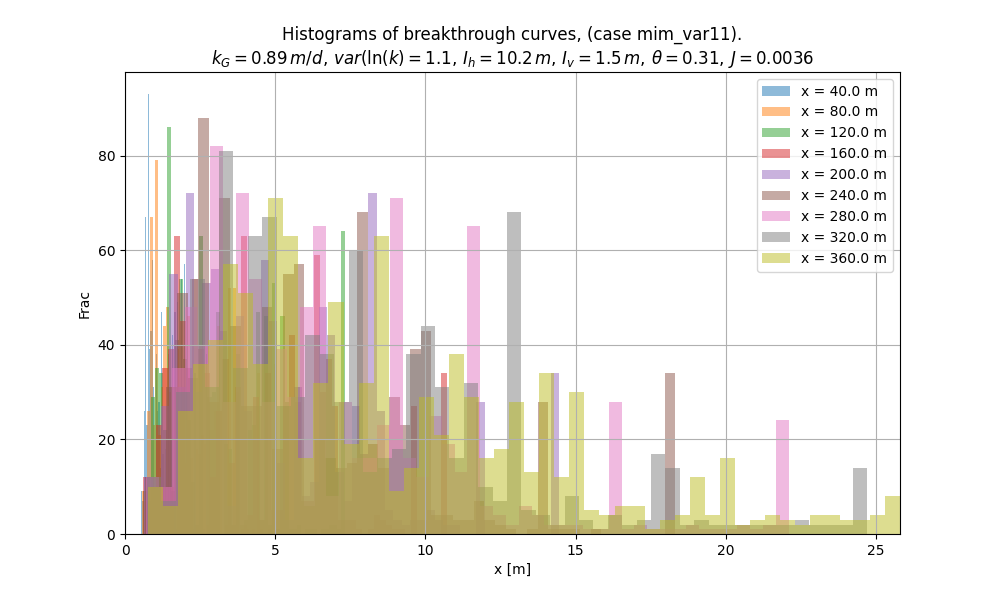 Histograms of breakthrough curves, (case mim_var11).
k_G = 0.89 m/d, var(ln(k) = 1.1, I_h = 10.2 m, I_v = 1.5 m, θ = 0.31, J = 0.0036
x = 40.0 m
x = 80.0 m
x = 120.0 m
x = 160.0 m
x = 200.0 m
x = 240.0 m
x = 280.0 m
x = 320.0 m
x = 360.0 m
80
60
40
20
0
Frac
0 5 10 15 20 25
x [m]